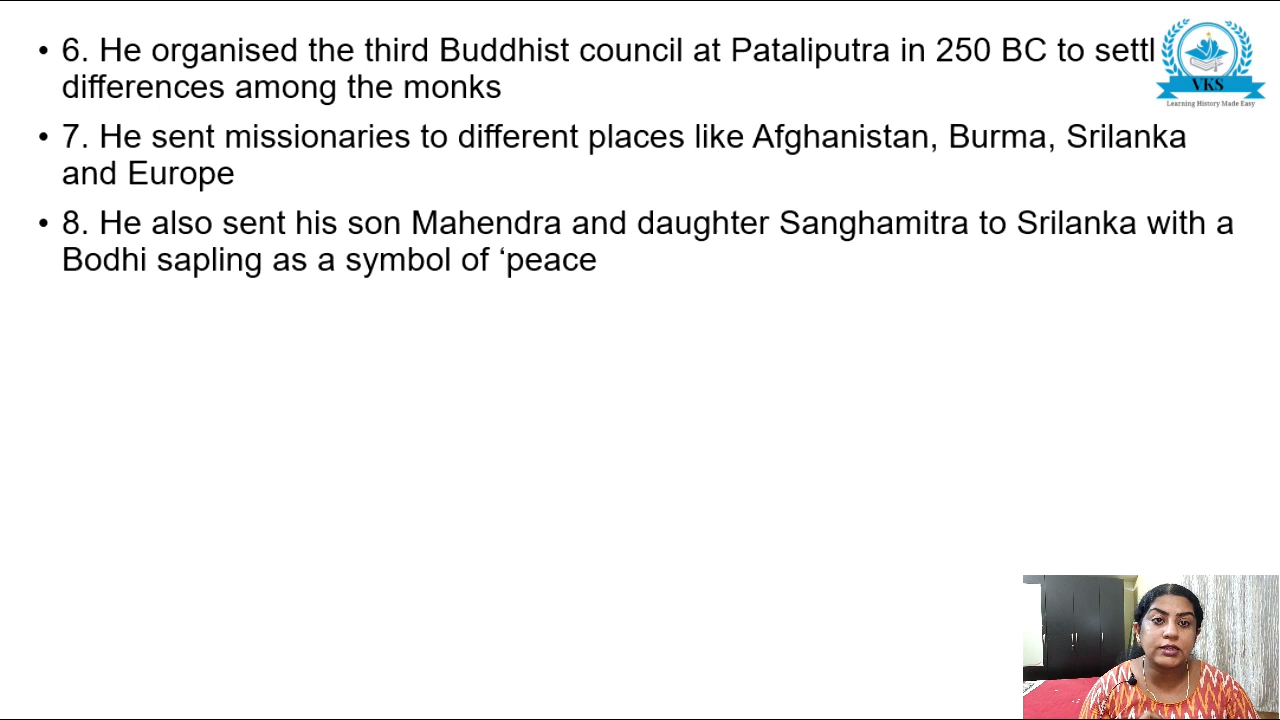 • 6. He organised the third Buddhist council at Pataliputra in 250 BC to settl
differences among the monks
• 7. He sent missionaries to different places like Afghanistan, Burma, Srilanka
and Europe
• 8. He also sent his son Mahendra and daughter Sanghamitra to Srilanka with a
Bodhi sapling as a symbol of ‘peace
VKS
Learning History Made Easy